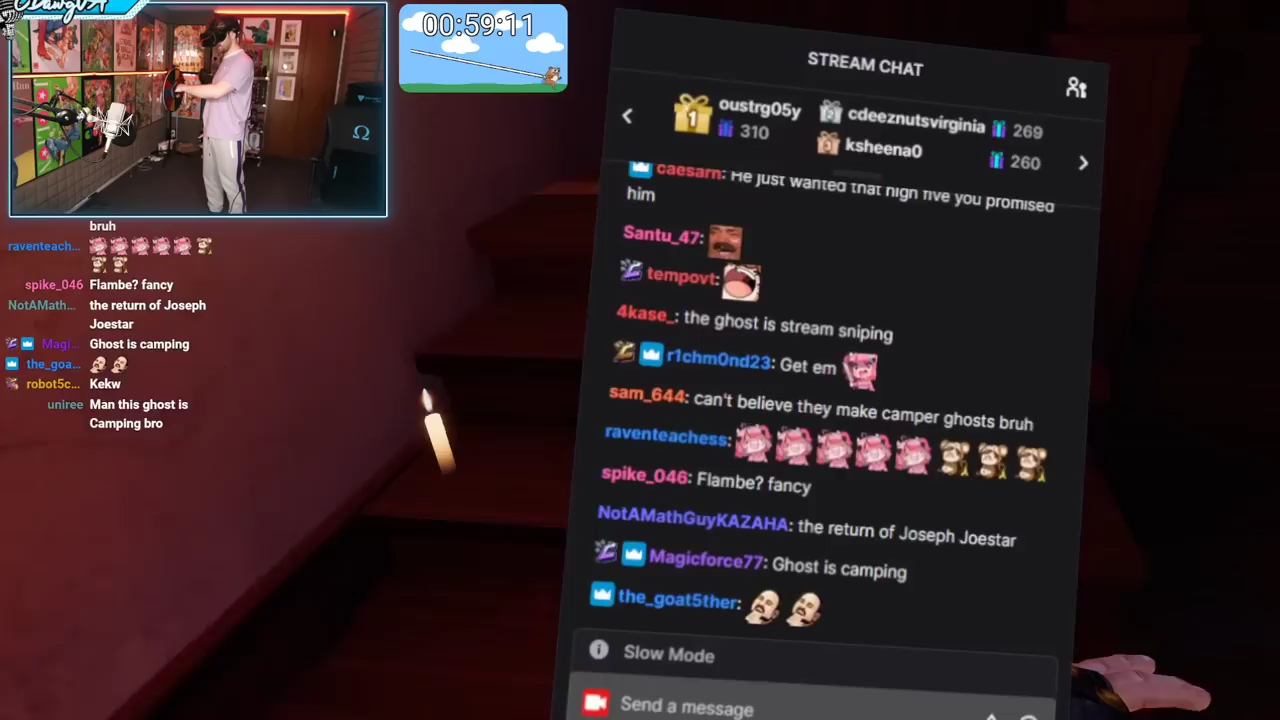 CDawgVA
00:59:11
bruh
raventeach...
spike_046 Flambe? fancy
NotAMath... the return of Joseph
Joestar
Magi... Ghost is camping
the_goa...
robot5c... Kekw
uniree Man this ghost is
Camping bro
STREAM CHAT
1 oustrg05y 310
cdeeznutsvirginia 269
ksheena0 260
caesarn: He just wanted that high five you promised
him
Santu_47:
tempovt:
4kase_: the ghost is stream sniping
r1chm0nd23: Get em
sam_644: can't believe they make camper ghosts bruh
raventeachess:
spike_046: Flambe? fancy
NotAMathGuyKAZAHA: the return of Joseph Joestar
Magicforce77: Ghost is camping
the_goat5ther:
Slow Mode
Send a message